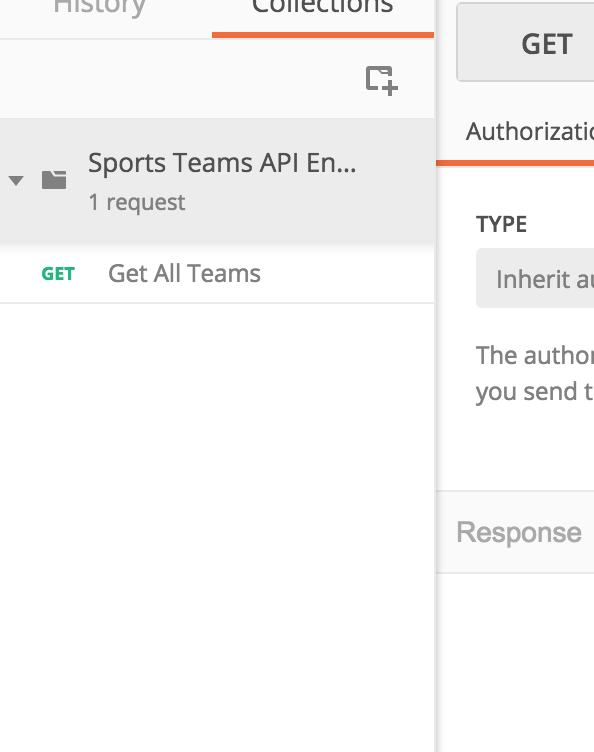 History
Collections
GET
Authorizatio
Sports Teams API En...
1 request
GET Get All Teams
TYPE
Inherit au
The author
you send t
Response